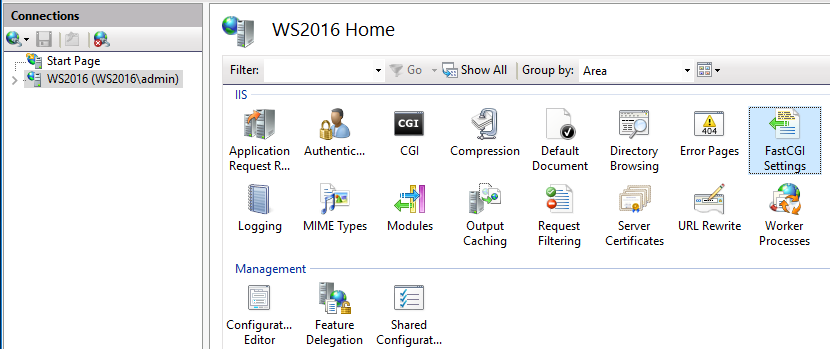 Connections
Start Page
WS2016 (WS2016\admin)
WS2016 Home
Filter: Go Show All Group by: Area
IIS
CGI 404
Application Request R... Authentic... CGI Compression Default Document Directory Browsing Error Pages FastCGI Settings
Logging MIME Types Modules Output Caching Request Filtering Server Certificates URL Rewrite Worker Processes
Management
Configurat... Editor Feature Delegation Shared Configurat...